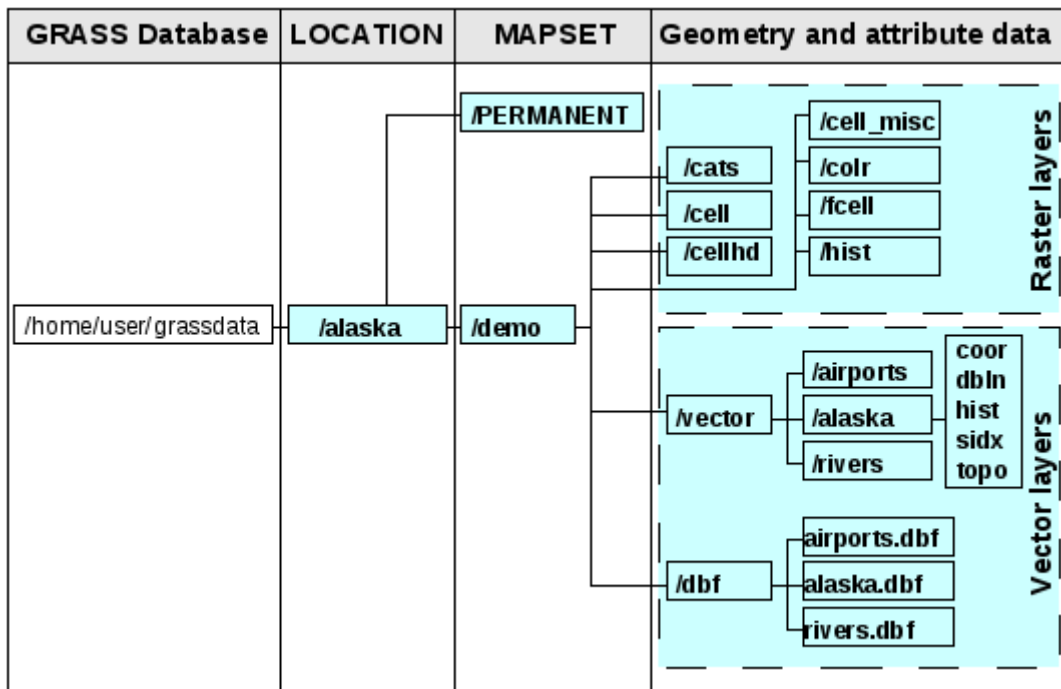 GRASS Database
LOCATION
MAPSET
Geometry and attribute data
/PERMANENT
/cell_misc
/cats
/colr
/cell
/fcell
/cellhd
/hist
Raster layers
/home/user/grassdata
/alaska
/demo
/airports
/vector
/alaska
/rivers
coor
dbln
hist
sidx
topo
airports.dbf
/dbf
alaska.dbf
rivers.dbf
Vector layers